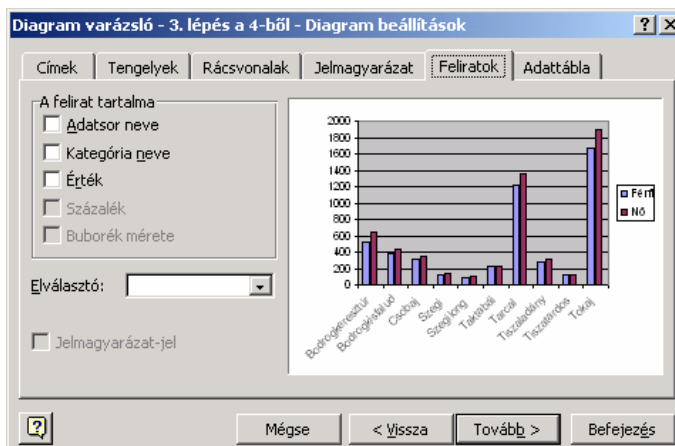 Diagram varázsló - 3. lépés a 4-ből - Diagram beállítások
Címek
Tengelyek
Rácsvonalak
Jelmagyarázat
Feliratok
Adattábla
A felirat tartalma
Adatsor neve
Kategória neve
Érték
Százalék
Buborék mérete
Elválasztó:
Jelmagyarázat-jel
2000
1800
1600
1400
1200
1000
800
600
400
200
0
Bodrogkeresztúr
Bodrogkisfalud
Csobaj
Szegi
Szegilong
Taktabáj
Tarcal
Tiszaladány
Tiszatardos
Tokaj
Férfi
Nő
Mégse
< Vissza
Tovább >
Befejezés